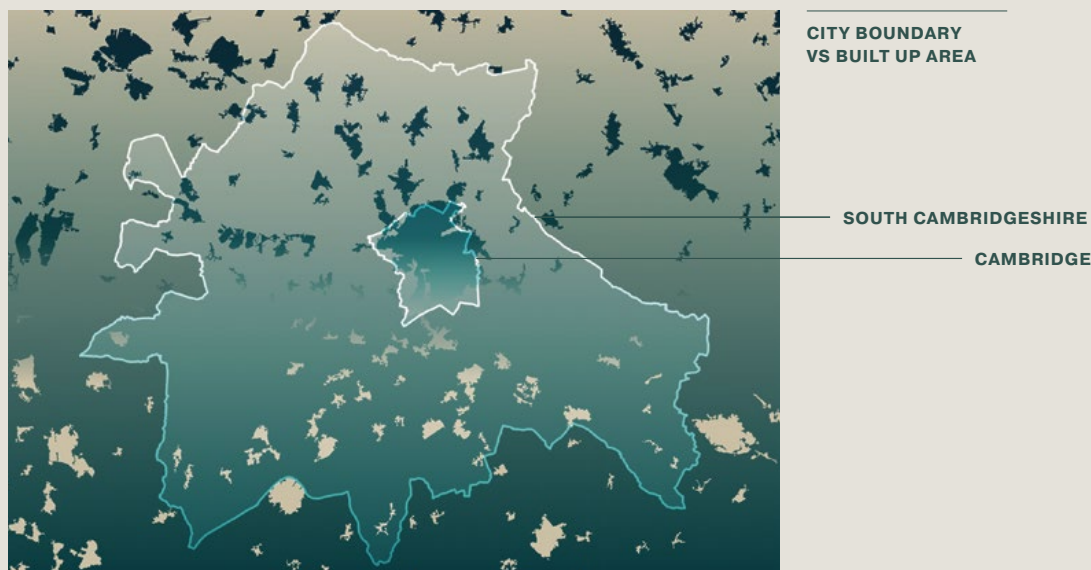 CITY BOUNDARY
VS BUILT UP AREA
SOUTH CAMBRIDGESHIRE
CAMBRIDGE